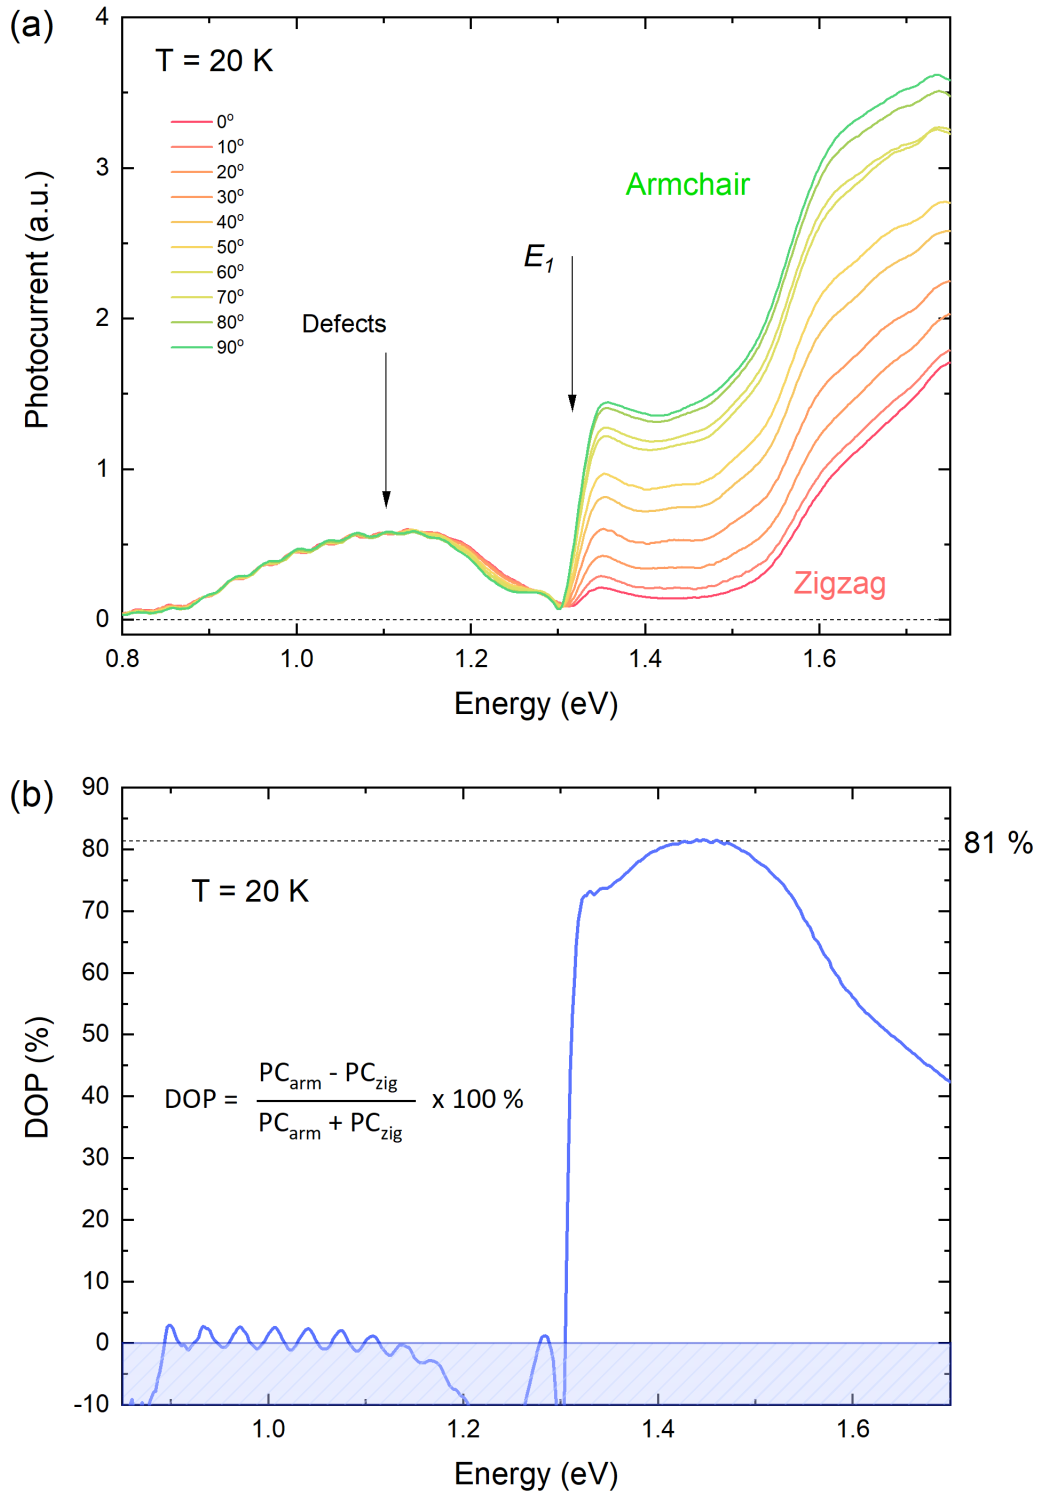 (a)
T = 20 K
0°
10°
20°
30°
40°
50°
60°
70°
80°
90°
Defects
E1
Armchair
Zigzag
4
3
2
1
0
Photocurrent (a.u.)
0.8 1.0 1.2 1.4 1.6
Energy (eV)
(b)
T = 20 K
81 %
DOP = PCarm - PCzig
PCarm + PCzig
x 100 %
90
80
70
60
50
40
30
20
10
0
-10
DOP (%)
1.0 1.2 1.4 1.6
Energy (eV)